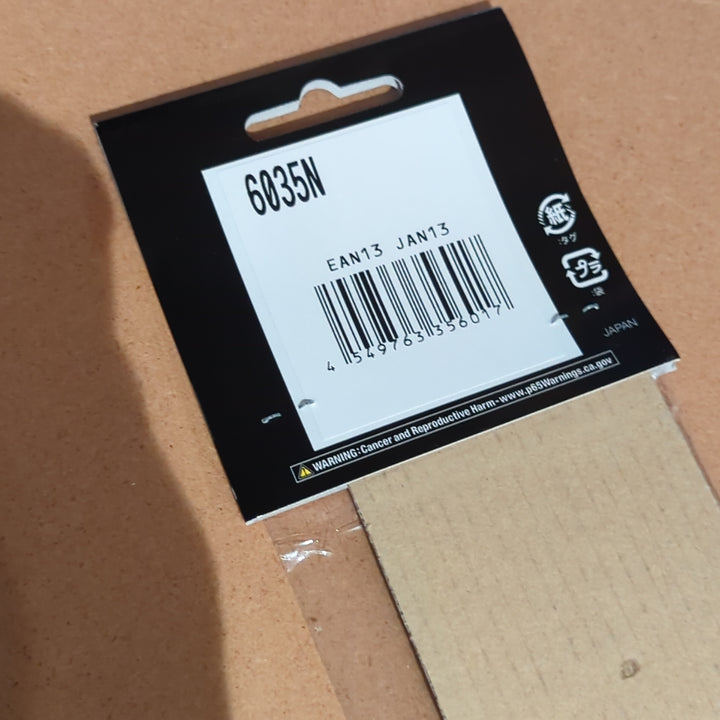 6035N
EAN13 JAN13
4 549763 356017
紙
:タグ
プラ
:袋
JAPAN
WARNING:Cancer and Reproductive Harm-www.p65Warnings.ca.gov